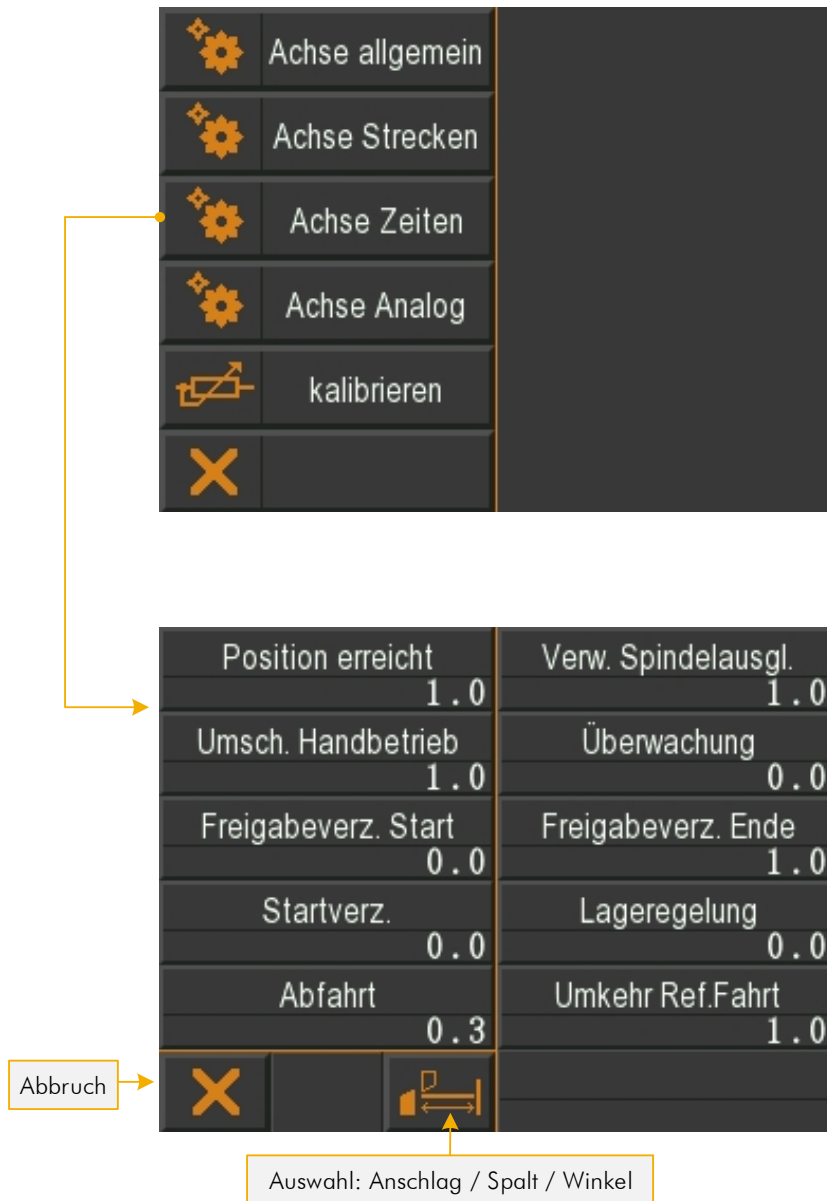 Achse allgemein
Achse Strecken
Achse Zeiten
Achse Analog
kalibrieren
Position erreicht
1.0
Verw. Spindelausgl.
1.0
Umsch. Handbetrieb
1.0
Überwachung
0.0
Freigabeverz. Start
0.0
Freigabeverz. Ende
1.0
Startverz.
0.0
Lageregelung
0.0
Abfahrt
0.3
Umkehr Ref.Fahrt
1.0
Abbruch
Auswahl: Anschlag / Spalt / Winkel